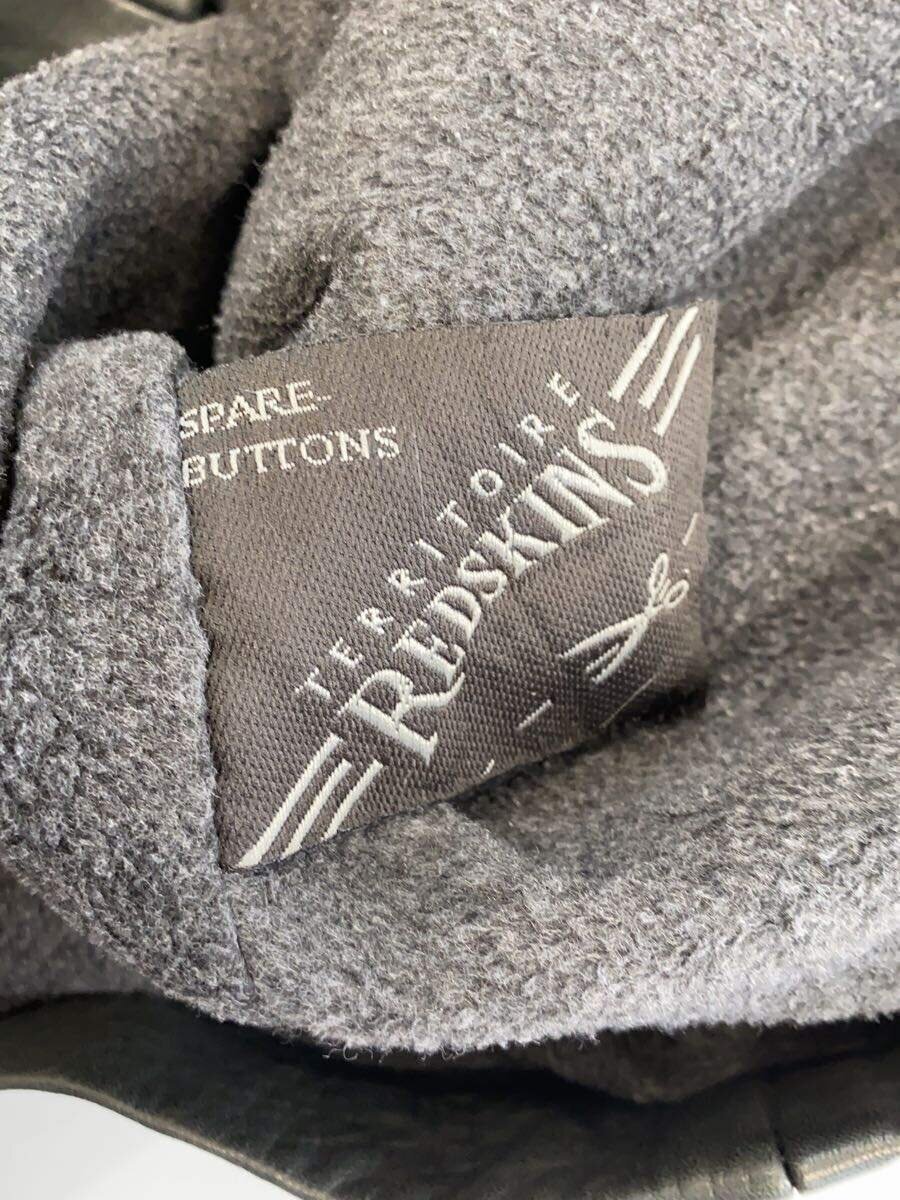 SPARE-
BUTTONS
TERRITOIRE
REDSKINS